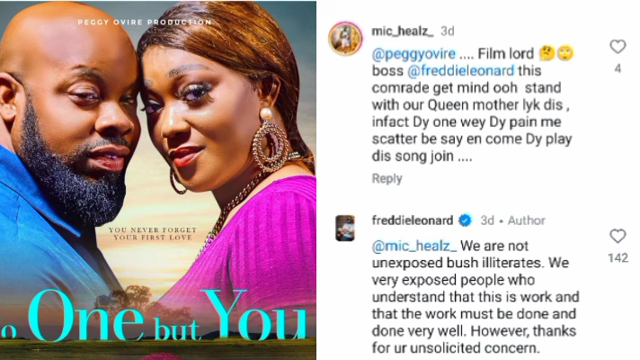 PEGGY OVIRE PRODUCTION
YOU NEVER FORGET
YOUR FIRST LOVE
o One but You
mic_healz_ 3d
@peggyovire .... Film lord 🤔🙄
boss @freddieleonard this
comrade get mind ooh stand
with our Queen mother lyk dis ,
infact Dy one wey Dy pain me
scatter be say en come Dy play
dis song join ....
Reply
4
freddieleonard 3d • Author
@mic_healz_ We are not
unexposed bush illiterates. We
very exposed people who
understand that this is work and
that the work must be done and
done very well. However, thanks
for ur unsolicited concern.
142